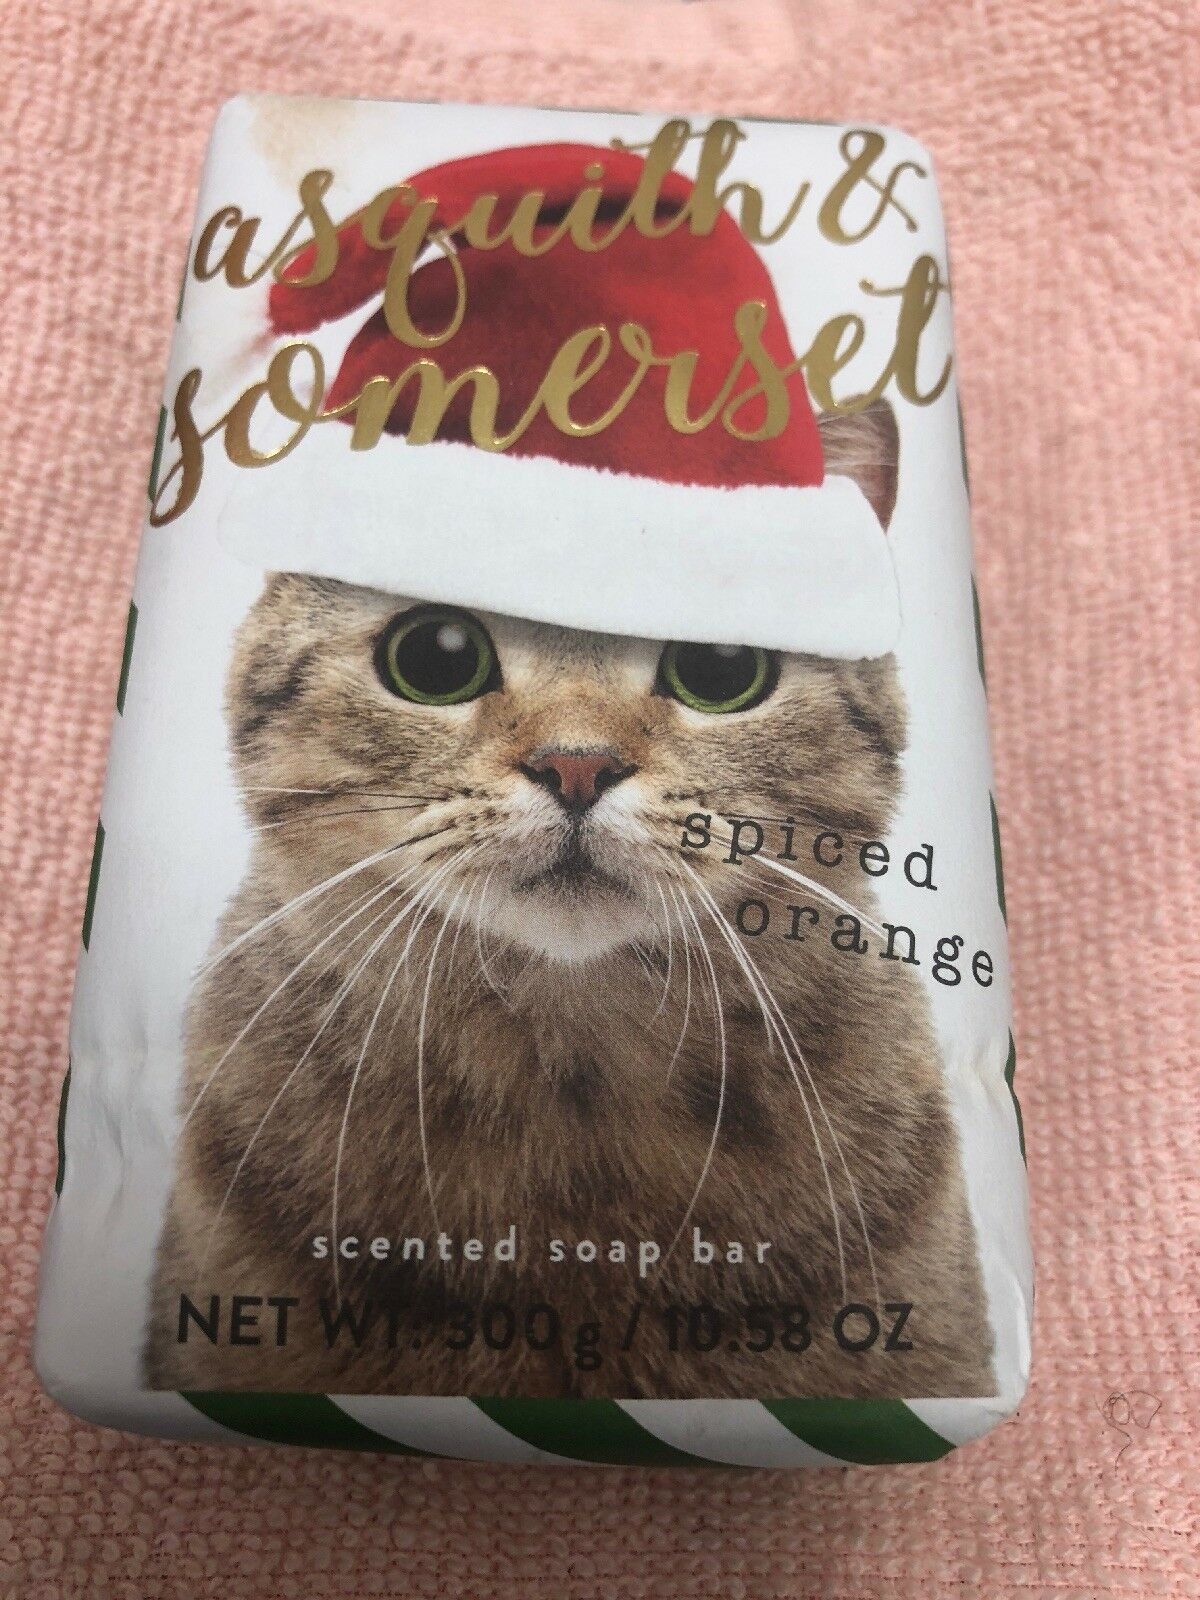 asquith &
somerset
spiced
orange
scented soap bar
NET WT. 300 g / 10.58 OZ